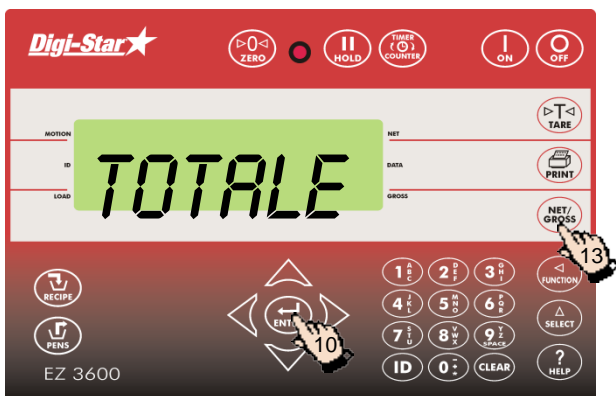 Digi-Star
▷0◁
ZERO
HOLD
TIMER
COUNTER
ON
OFF
▷T◁
TARE
MOTION
NET
ID
DATA
PRINT
LOAD
GROSS
TOTALE
NET/
GROSS
13
RECIPE
ENTER
10
1 A B C
2 D E F
3 G H I
FUNCTION
4 J K L
5 M N O
6 P Q R
SELECT
PENS
7 S T U
8 V W X
9 Y Z SPACE
ID
0 - : *
CLEAR
?
HELP
EZ 3600